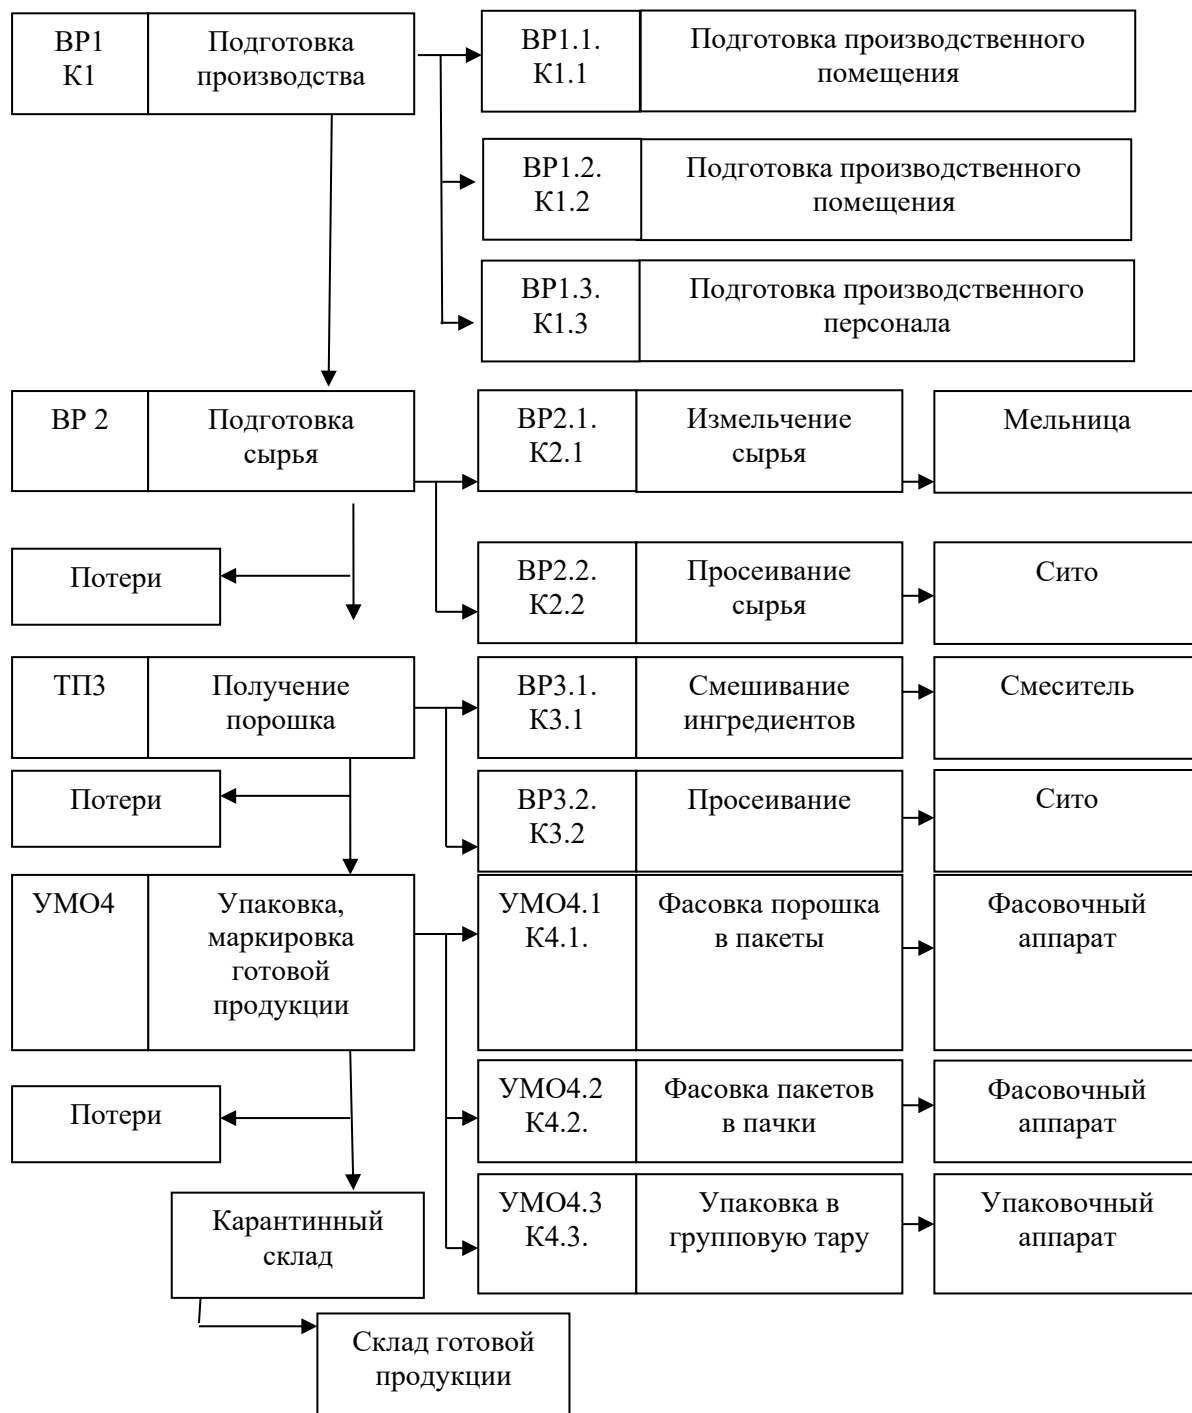 ВР1
К1
Подготовка
производства
ВР1.1.
К1.1
Подготовка производственного
помещения
ВР1.2.
К1.2
Подготовка производственного
помещения
ВР1.3.
К1.3
Подготовка производственного
персонала
ВР 2
Подготовка
сырья
ВР2.1.
К2.1
Измельчение
сырья
Мельница
Потери
ВР2.2.
К2.2
Просеивание
сырья
Сито
ТП3
Получение
порошка
ВР3.1.
К3.1
Смешивание
ингредиентов
Смеситель
Потери
ВР3.2.
К3.2
Просеивание
Сито
УМО4
Упаковка,
маркировка
готовой
продукции
УМО4.1
К4.1.
Фасовка порошка
в пакеты
Фасовочный
аппарат
Потери
УМО4.2
К4.2.
Фасовка пакетов
в пачки
Фасовочный
аппарат
Карантинный
склад
УМО4.3
К4.3.
Упаковка в
групповую тару
Упаковочный
аппарат
Склад готовой
продукции